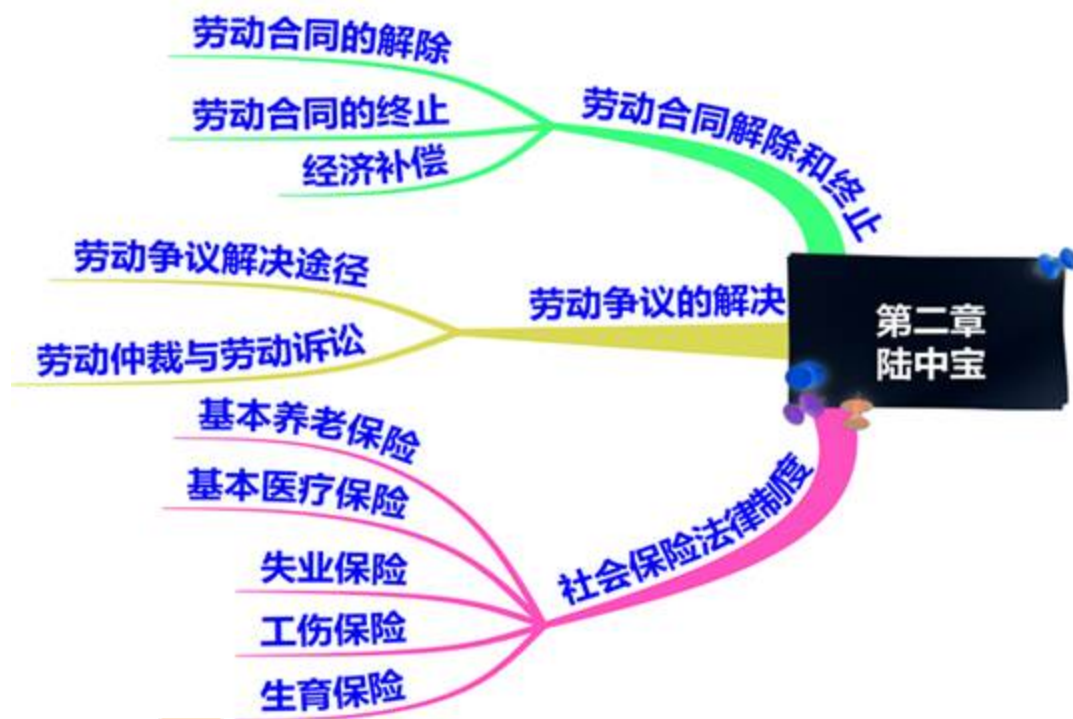 劳动合同的解除
劳动合同的终止
经济补偿
劳动合同解除和终止
劳动争议解决途径
劳动仲裁与劳动诉讼
劳动争议的解决
第二章
陆中宝
基本养老保险
基本医疗保险
失业保险
工伤保险
生育保险
社会保险法律制度